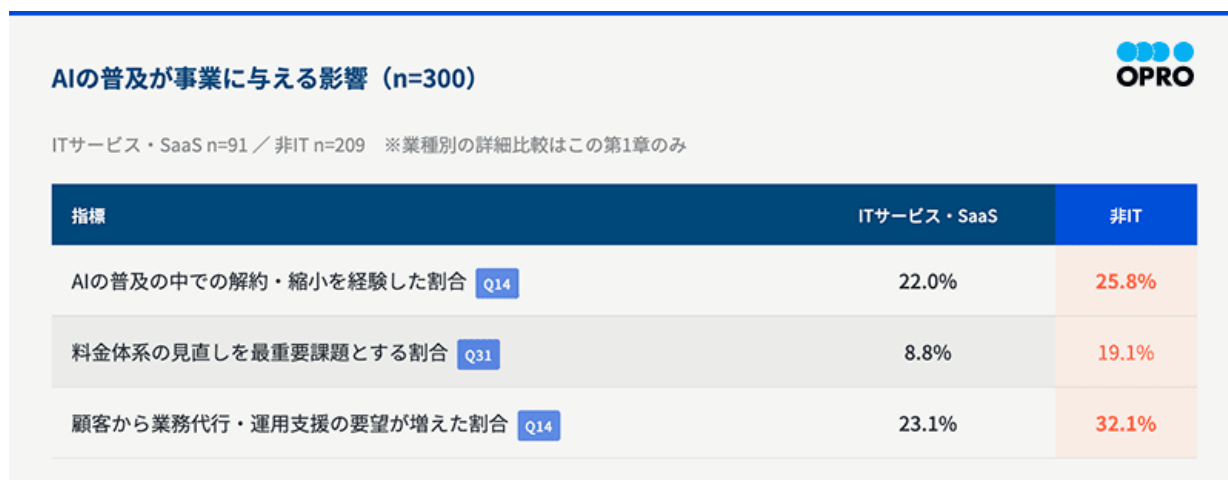 AIの普及が事業に与える影響（n=300）
OPRO
ITサービス・SaaS n=91 ／ 非IT n=209　※業種別の詳細比較はこの第1章のみ
指標 ITサービス・SaaS 非IT
AIの普及の中での解約・縮小を経験した割合 Q14 22.0% 25.8%
料金体系の見直しを最重要課題とする割合 Q31 8.8% 19.1%
顧客から業務代行・運用支援の要望が増えた割合 Q14 23.1% 32.1%